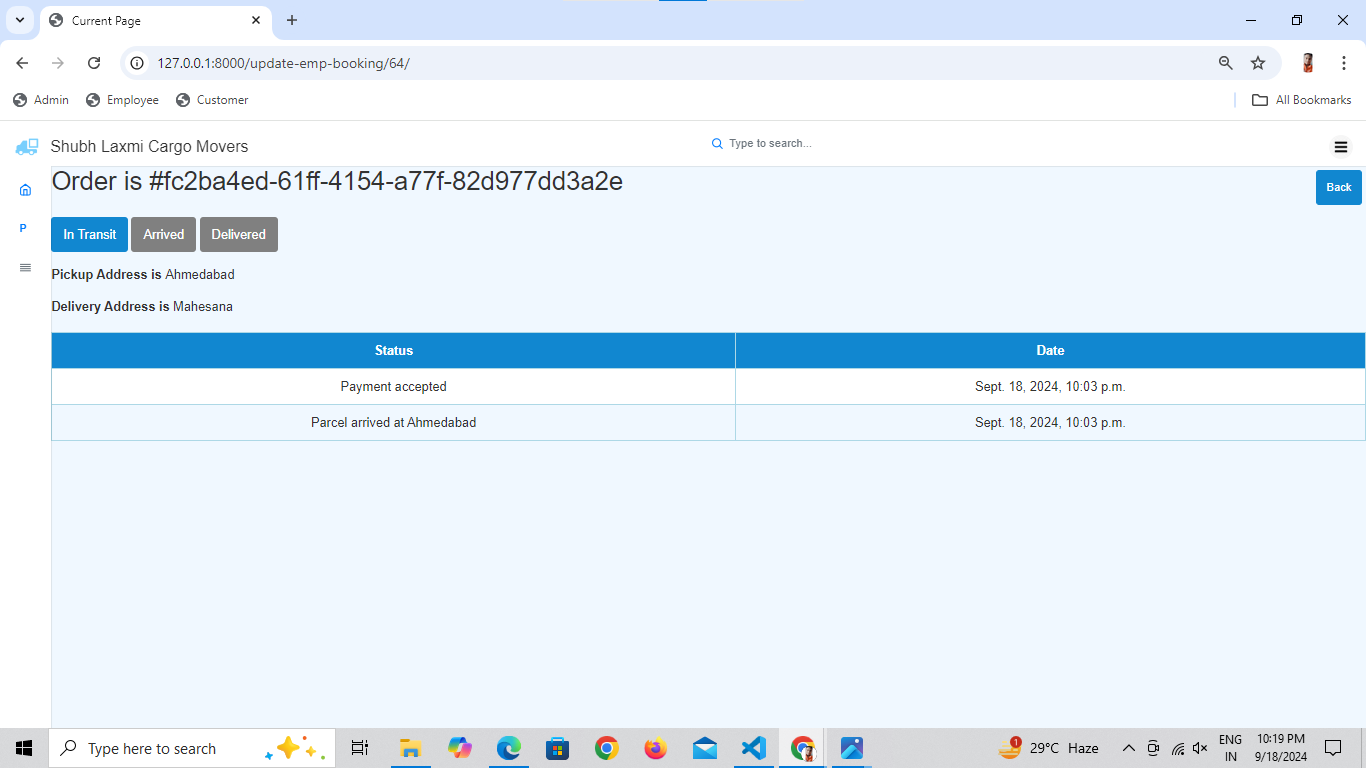 Current Page
127.0.0.1:8000/update-emp-booking/64/
Admin Employee Customer All Bookmarks
Shubh Laxmi Cargo Movers Type to search...
Order is #fc2ba4ed-61ff-4154-a77f-82d977dd3a2e Back
P
In Transit Arrived Delivered
Pickup Address is Ahmedabad
Delivery Address is Mahesana
Status Date
Payment accepted Sept. 18, 2024, 10:03 p.m.
Parcel arrived at Ahmedabad Sept. 18, 2024, 10:03 p.m.
Type here to search 1 29°C Haze ENG 10:19 PM
IN 9/18/2024